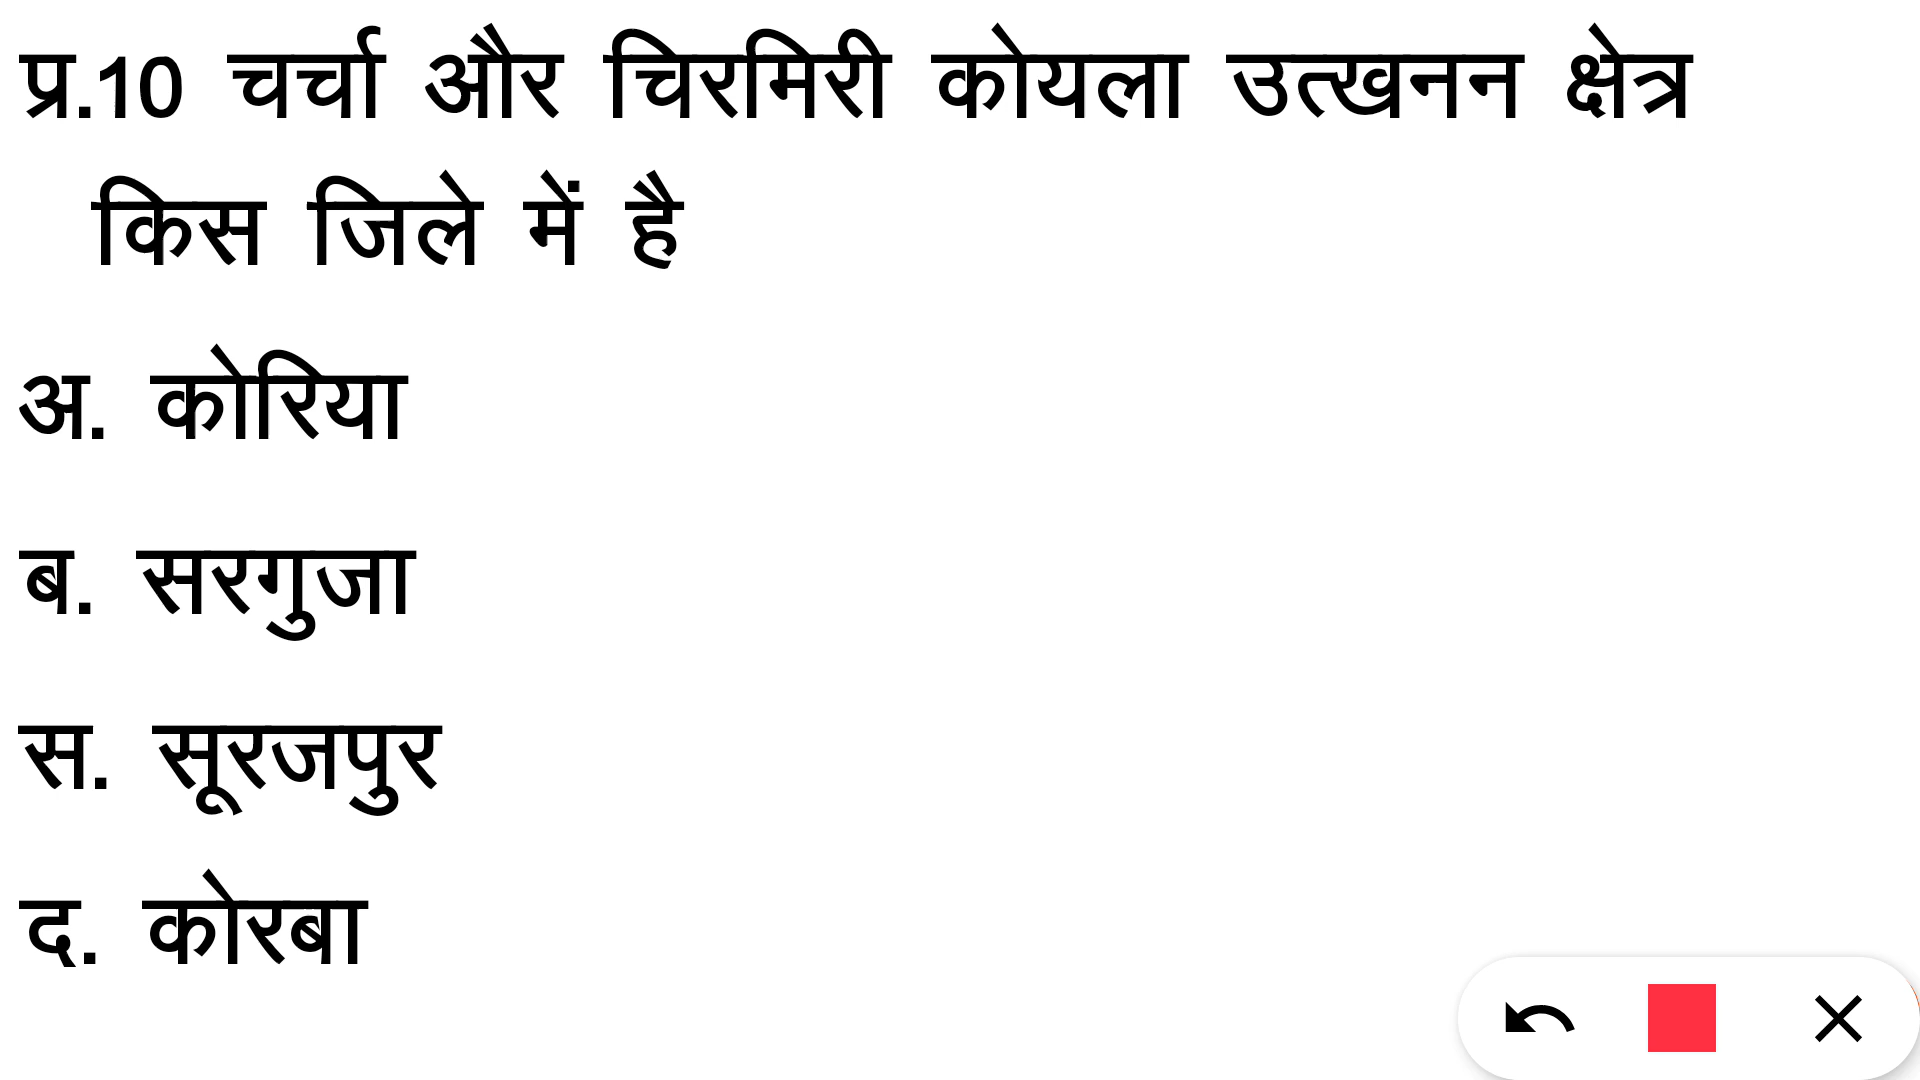 प्र.10 चर्चा और चिरमिरी कोयला उत्खनन क्षेत्र
किस जिले में है
अ. कोरिया
ब. सरगुजा
स. सूरजपुर
द. कोरबा